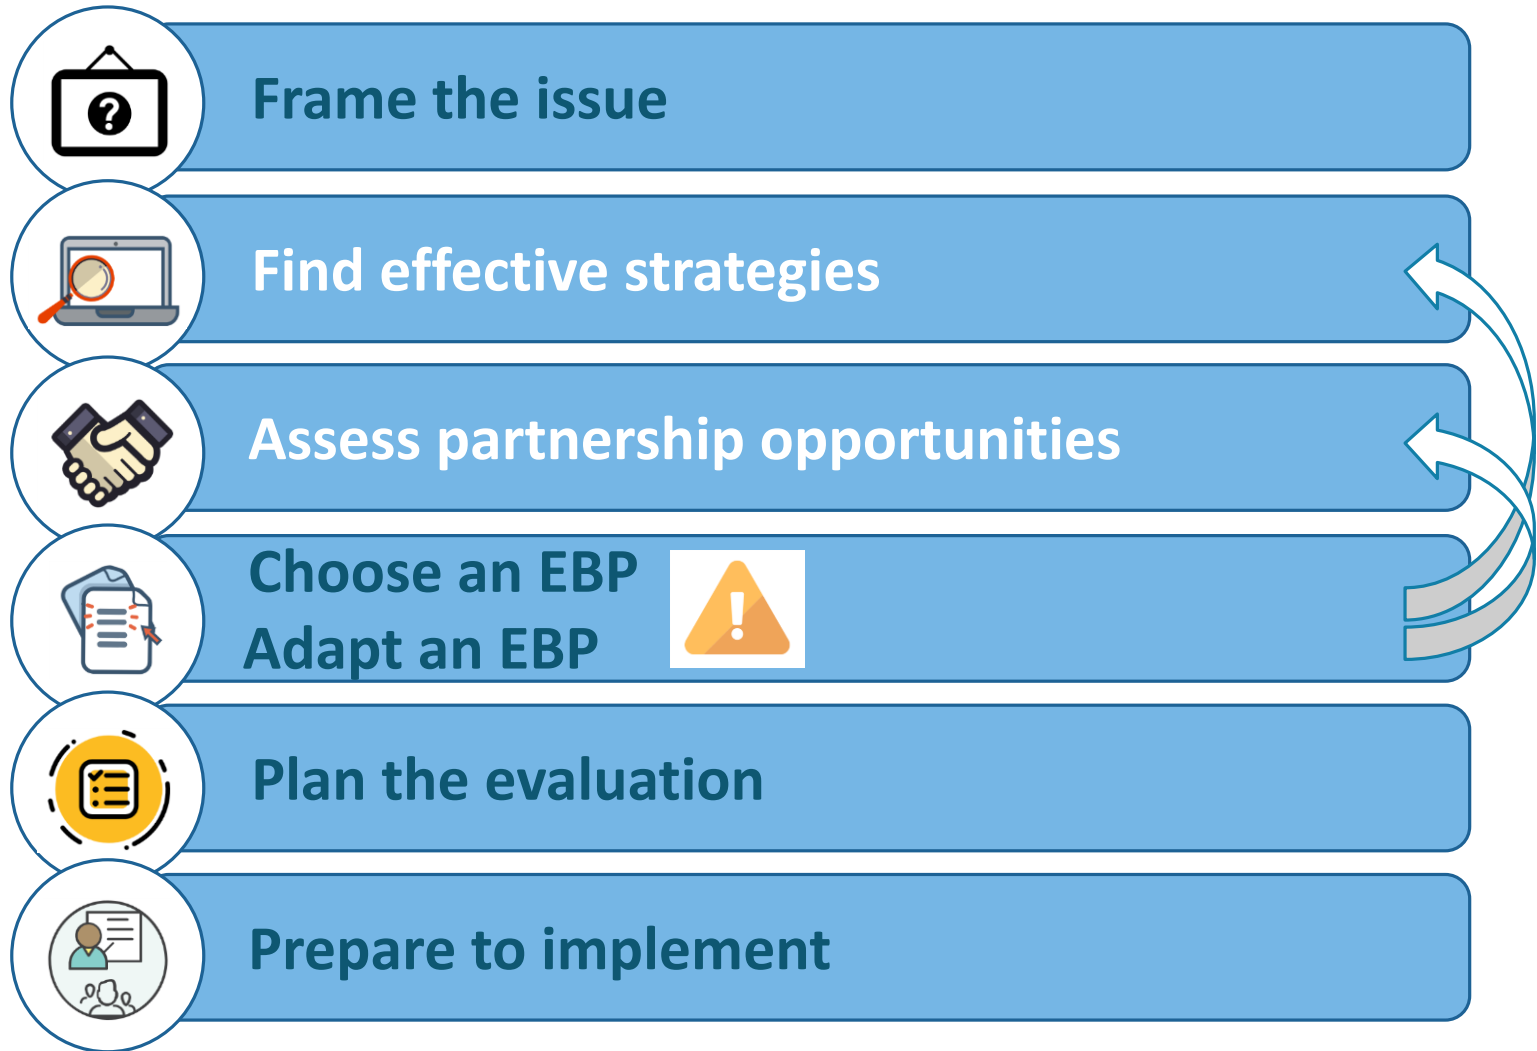 Frame the issue
Find effective strategies
Assess partnership opportunities
Choose an EBP
Adapt an EBP
Plan the evaluation
Prepare to implement